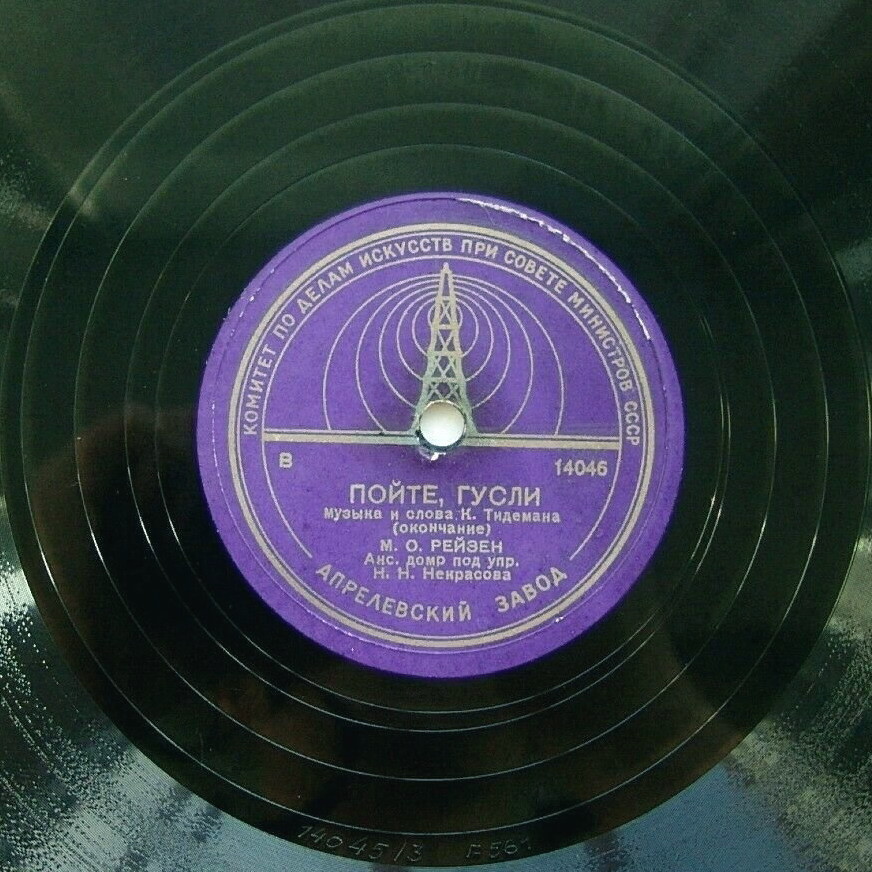 КОМИТЕТ ПО ДЕЛАМ ИСКУССТВ ПРИ СОВЕТЕ МИНИСТРОВ СССР
В 14046
ПОЙТЕ, ГУСЛИ
Музыка и слова К. Тидемана
(окончание)
М. О. РЕЙЗЕН
Анс. домр под упр.
Н. Н. Некрасова
АПРЕЛЕВСКИЙ ЗАВОД
14045/3